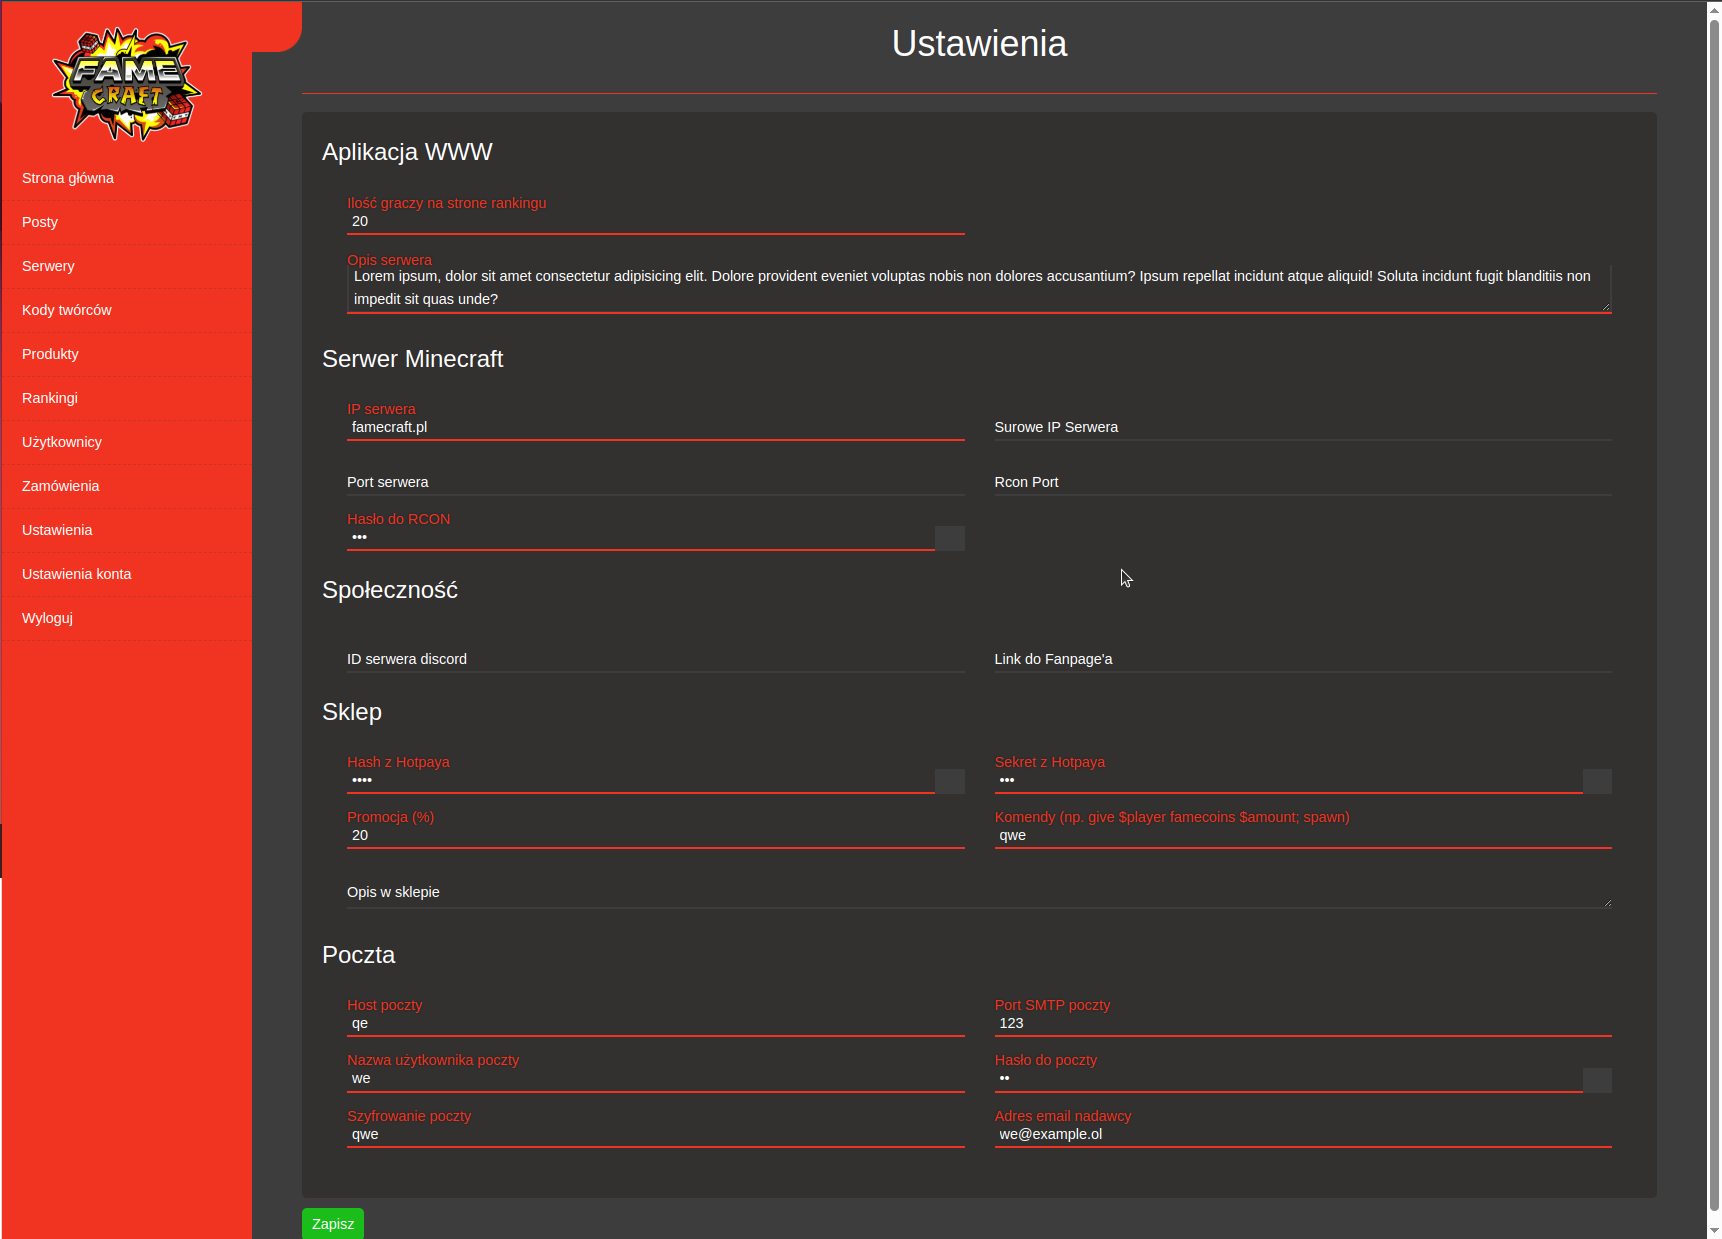 FAME
CRAFT
Strona główna
Posty
Serwery
Kody twórców
Produkty
Rankingi
Użytkownicy
Zamówienia
Ustawienia
Ustawienia konta
Wyloguj
Ustawienia
Aplikacja WWW
Ilość graczy na strone rankingu
20
Opis serwera
Lorem ipsum, dolor sit amet consectetur adipisicing elit. Dolore provident eveniet voluptas nobis non dolores accusantium? Ipsum repellat incidunt atque aliquid! Soluta incidunt fugit blanditiis non
impedit sit quas unde?
Serwer Minecraft
IP serwera
famecraft.pl
Surowe IP Serwera
Port serwera
Rcon Port
Hasło do RCON
•••
Społeczność
ID serwera discord
Link do Fanpage'a
Sklep
Hash z Hotpaya
••••
Sekret z Hotpaya
•••
Promocja (%)
20
Komendy (np. give $player famecoins $amount; spawn)
qwe
Opis w sklepie
Poczta
Host poczty
qe
Port SMTP poczty
123
Nazwa użytkownika poczty
we
Hasło do poczty
••
Szyfrowanie poczty
qwe
Adres email nadawcy
we@example.ol
Zapisz